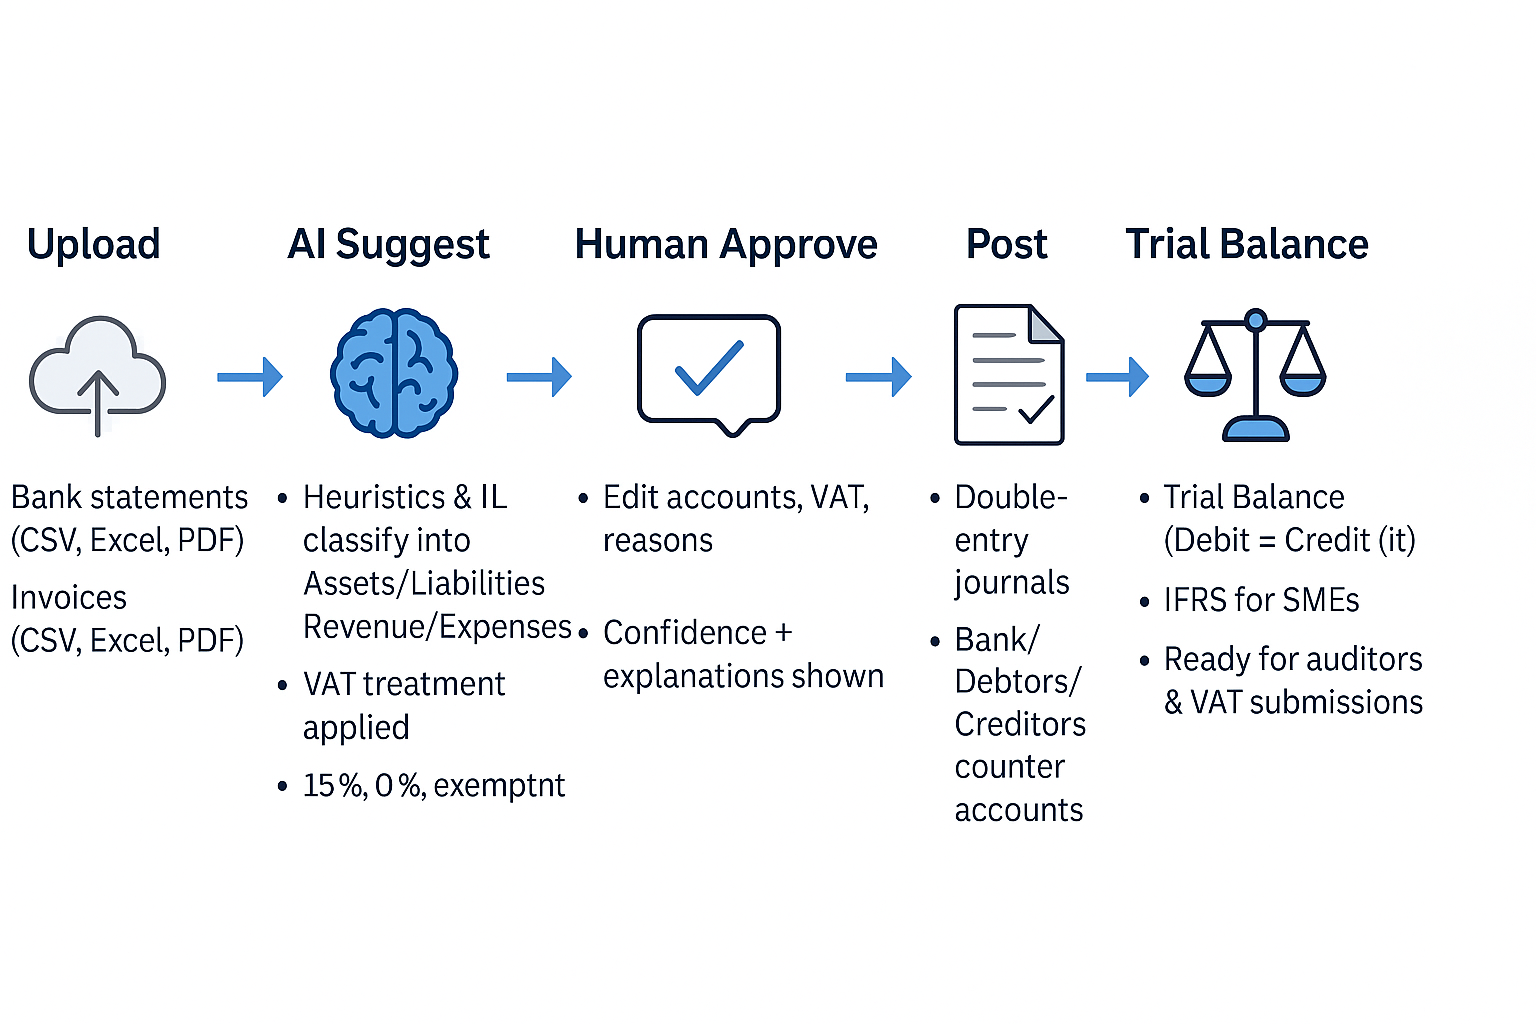 Upload
Bank statements
(CSV, Excel, PDF)
Invoices
(CSV, Excel, PDF)
AI Suggest
• Heuristics & IL
classify into
Assets/Liabilities
Revenue/Expenses
• VAT treatment
applied
• 15%, 0%, exemptnt
Human Approve
• Edit accounts, VAT,
reasons
• Confidence +
explanations shown
Post
• Double-
entry
journals
• Bank/
Debtors/
Creditors
counter
accounts
Trial Balance
• Trial Balance
(Debit = Credit (it)
• IFRS for SMEs
• Ready for auditors
& VAT submissions